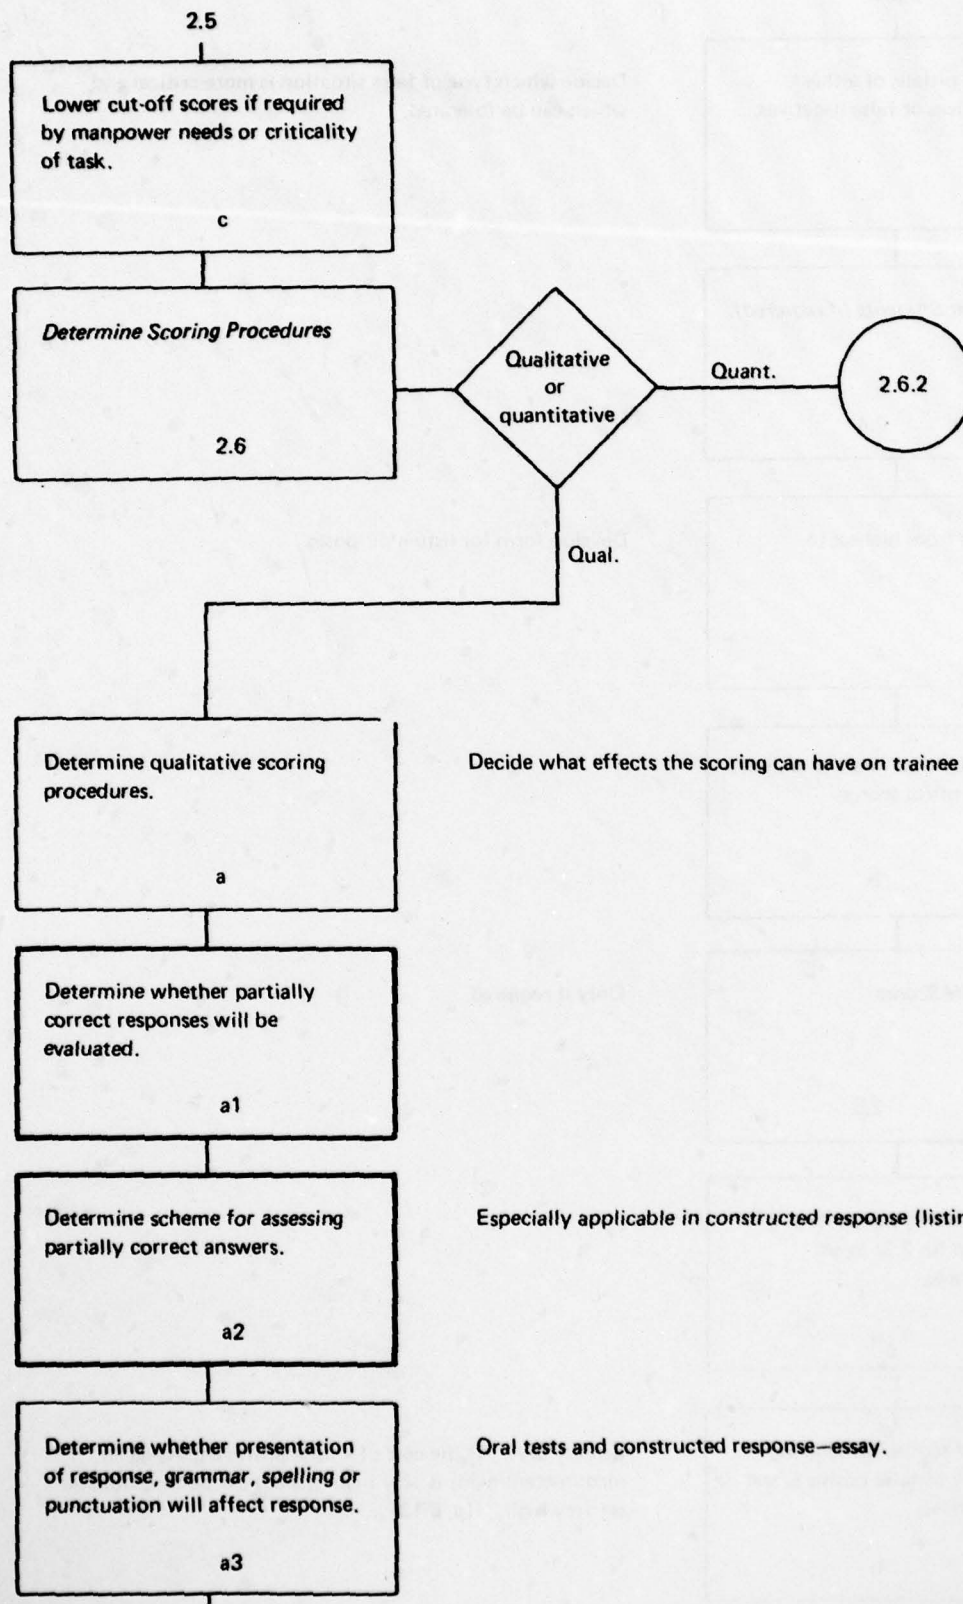 2.5
Lower cut-off scores if required
by manpower needs or criticality
of task.
c
Determine Scoring Procedures
2.6
Qualitative
or
quantitative
Quant.
2.6.2
Qual.
Determine qualitative scoring
procedures.
a
Decide what effects the scoring can have on trainee
Determine whether partially
correct responses will be
evaluated.
a1
Determine scheme for assessing
partially correct answers.
a2
Especially applicable in constructed response (listin
Determine whether presentation
of response, grammar, spelling or
punctuation will affect response.
a3
Oral tests and constructed response—essay.